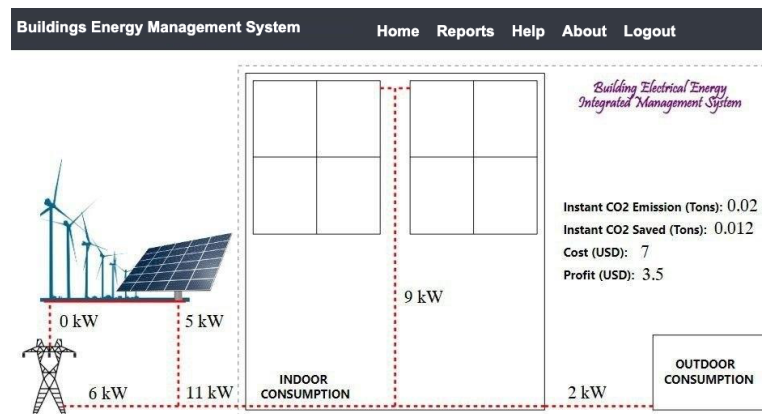 Buildings Energy Management System
Home Reports Help About Logout
Building Electrical Energy
Integrated Management System
Instant CO2 Emission (Tons): 0.02
Instant CO2 Saved (Tons): 0.012
Cost (USD): 7
Profit (USD): 3.5
9 kW
0 kW
5 kW
6 kW
11 kW
INDOOR
CONSUMPTION
2 kW
OUTDOOR
CONSUMPTION